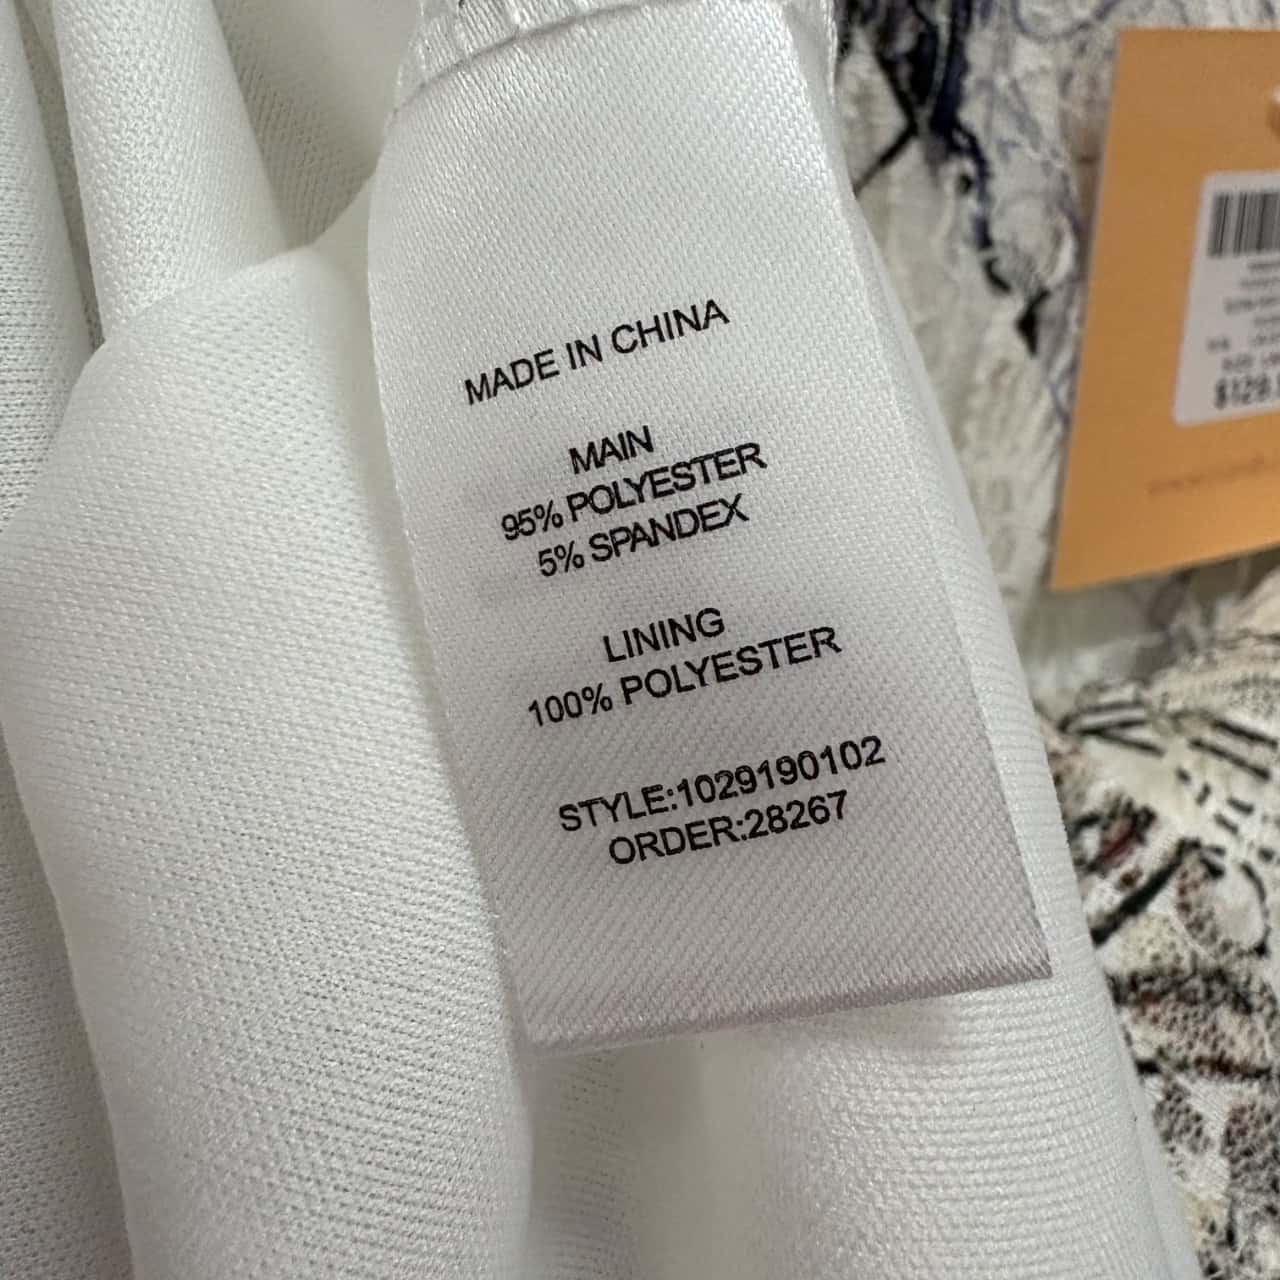 MADE IN CHINA
MAIN
95% POLYESTER
5% SPANDEX
LINING
100% POLYESTER
STYLE:1029190102
ORDER:28267